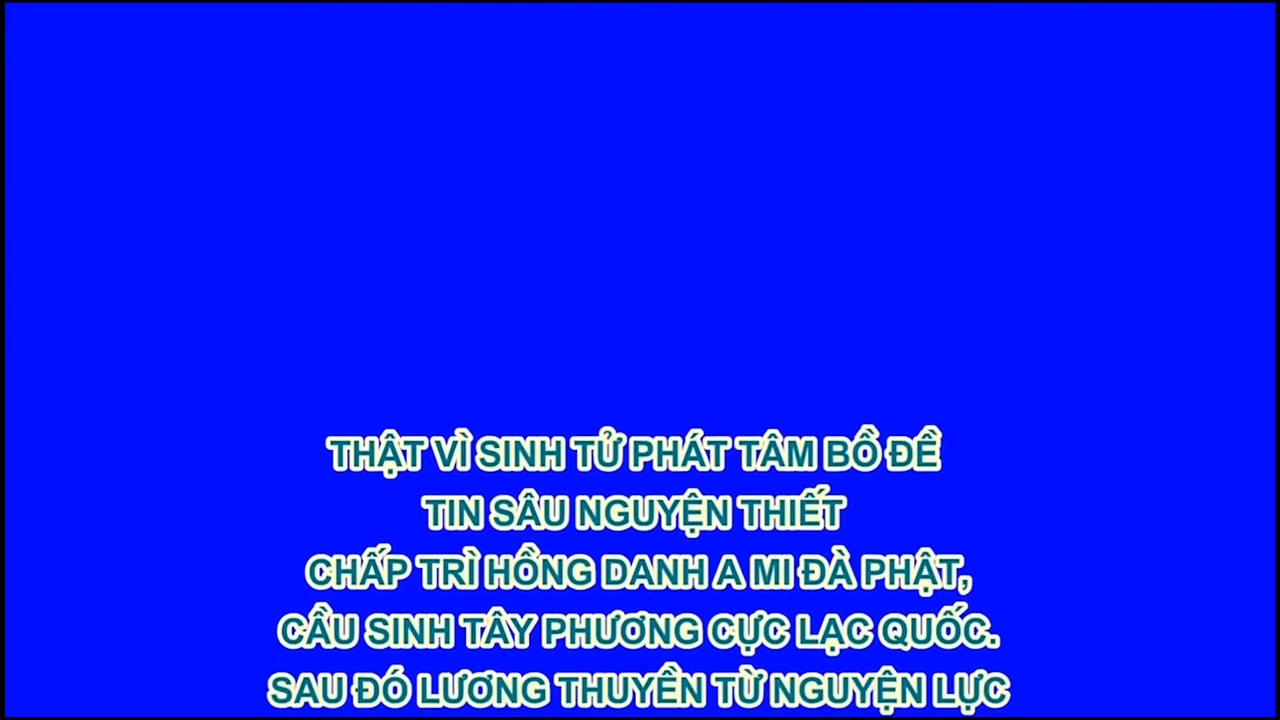 THẬT VÌ SINH TỬ PHÁT TÂM BỒ ĐỀ
TIN SÂU NGUYỆN THIẾT
CHẤP TRÌ HỒNG DANH A MI ĐÀ PHẬT,
CẦU SINH TÂY PHƯƠNG CỰC LẠC QUỐC.
SAU ĐÓ LƯƠNG THUYỀN TỪ NGUYỆN LỰC